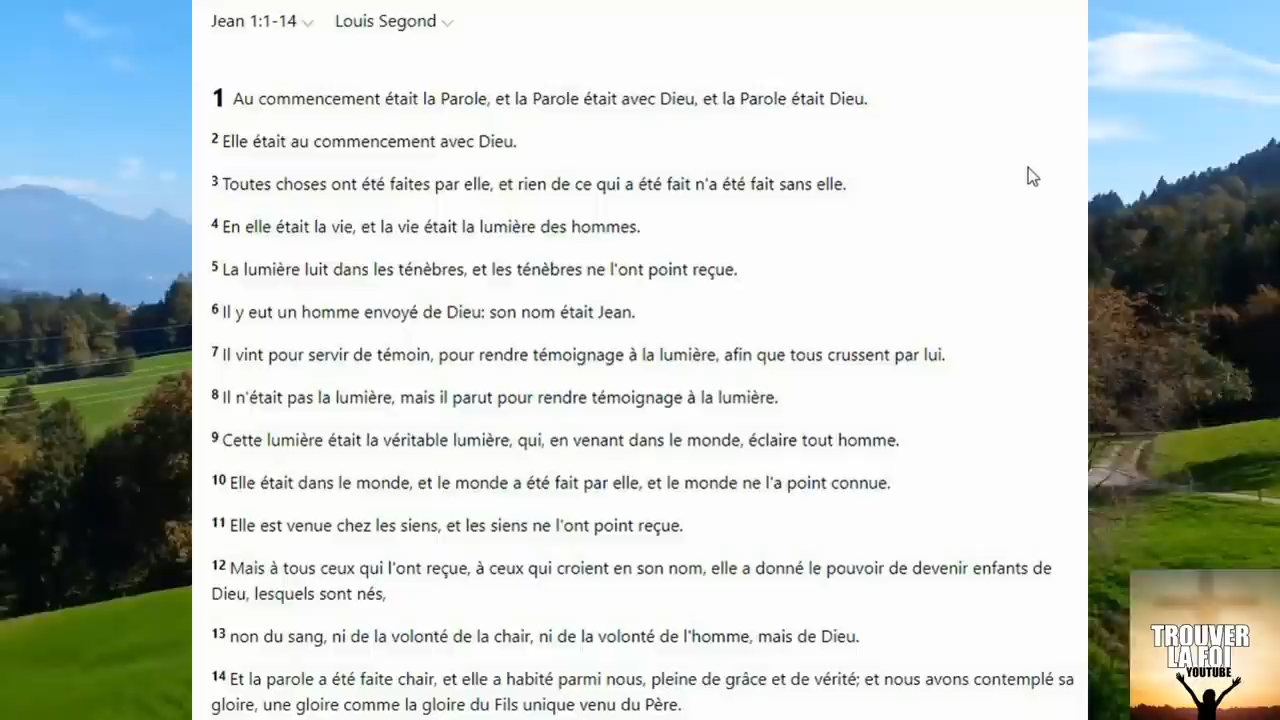 Jean 1:1-14 Louis Segond
1 Au commencement était la Parole, et la Parole était avec Dieu, et la Parole était Dieu.
2 Elle était au commencement avec Dieu.
3 Toutes choses ont été faites par elle, et rien de ce qui a été fait n'a été fait sans elle.
4 En elle était la vie, et la vie était la lumière des hommes.
5 La lumière luit dans les ténèbres, et les ténèbres ne l'ont point reçue.
6 Il y eut un homme envoyé de Dieu: son nom était Jean.
7 Il vint pour servir de témoin, pour rendre témoignage à la lumière, afin que tous crussent par lui.
8 Il n'était pas la lumière, mais il parut pour rendre témoignage à la lumière.
9 Cette lumière était la véritable lumière, qui, en venant dans le monde, éclaire tout homme.
10 Elle était dans le monde, et le monde a été fait par elle, et le monde ne l'a point connue.
11 Elle est venue chez les siens, et les siens ne l'ont point reçue.
12 Mais à tous ceux qui l'ont reçue, à ceux qui croient en son nom, elle a donné le pouvoir de devenir enfants de
Dieu, lesquels sont nés,
13 non du sang, ni de la volonté de la chair, ni de la volonté de l'homme, mais de Dieu.
14 Et la parole a été faite chair, et elle a habité parmi nous, pleine de grâce et de vérité; et nous avons contemplé sa
gloire, une gloire comme la gloire du Fils unique venu du Père.
TROUVER
LA FOI
YOUTUBE